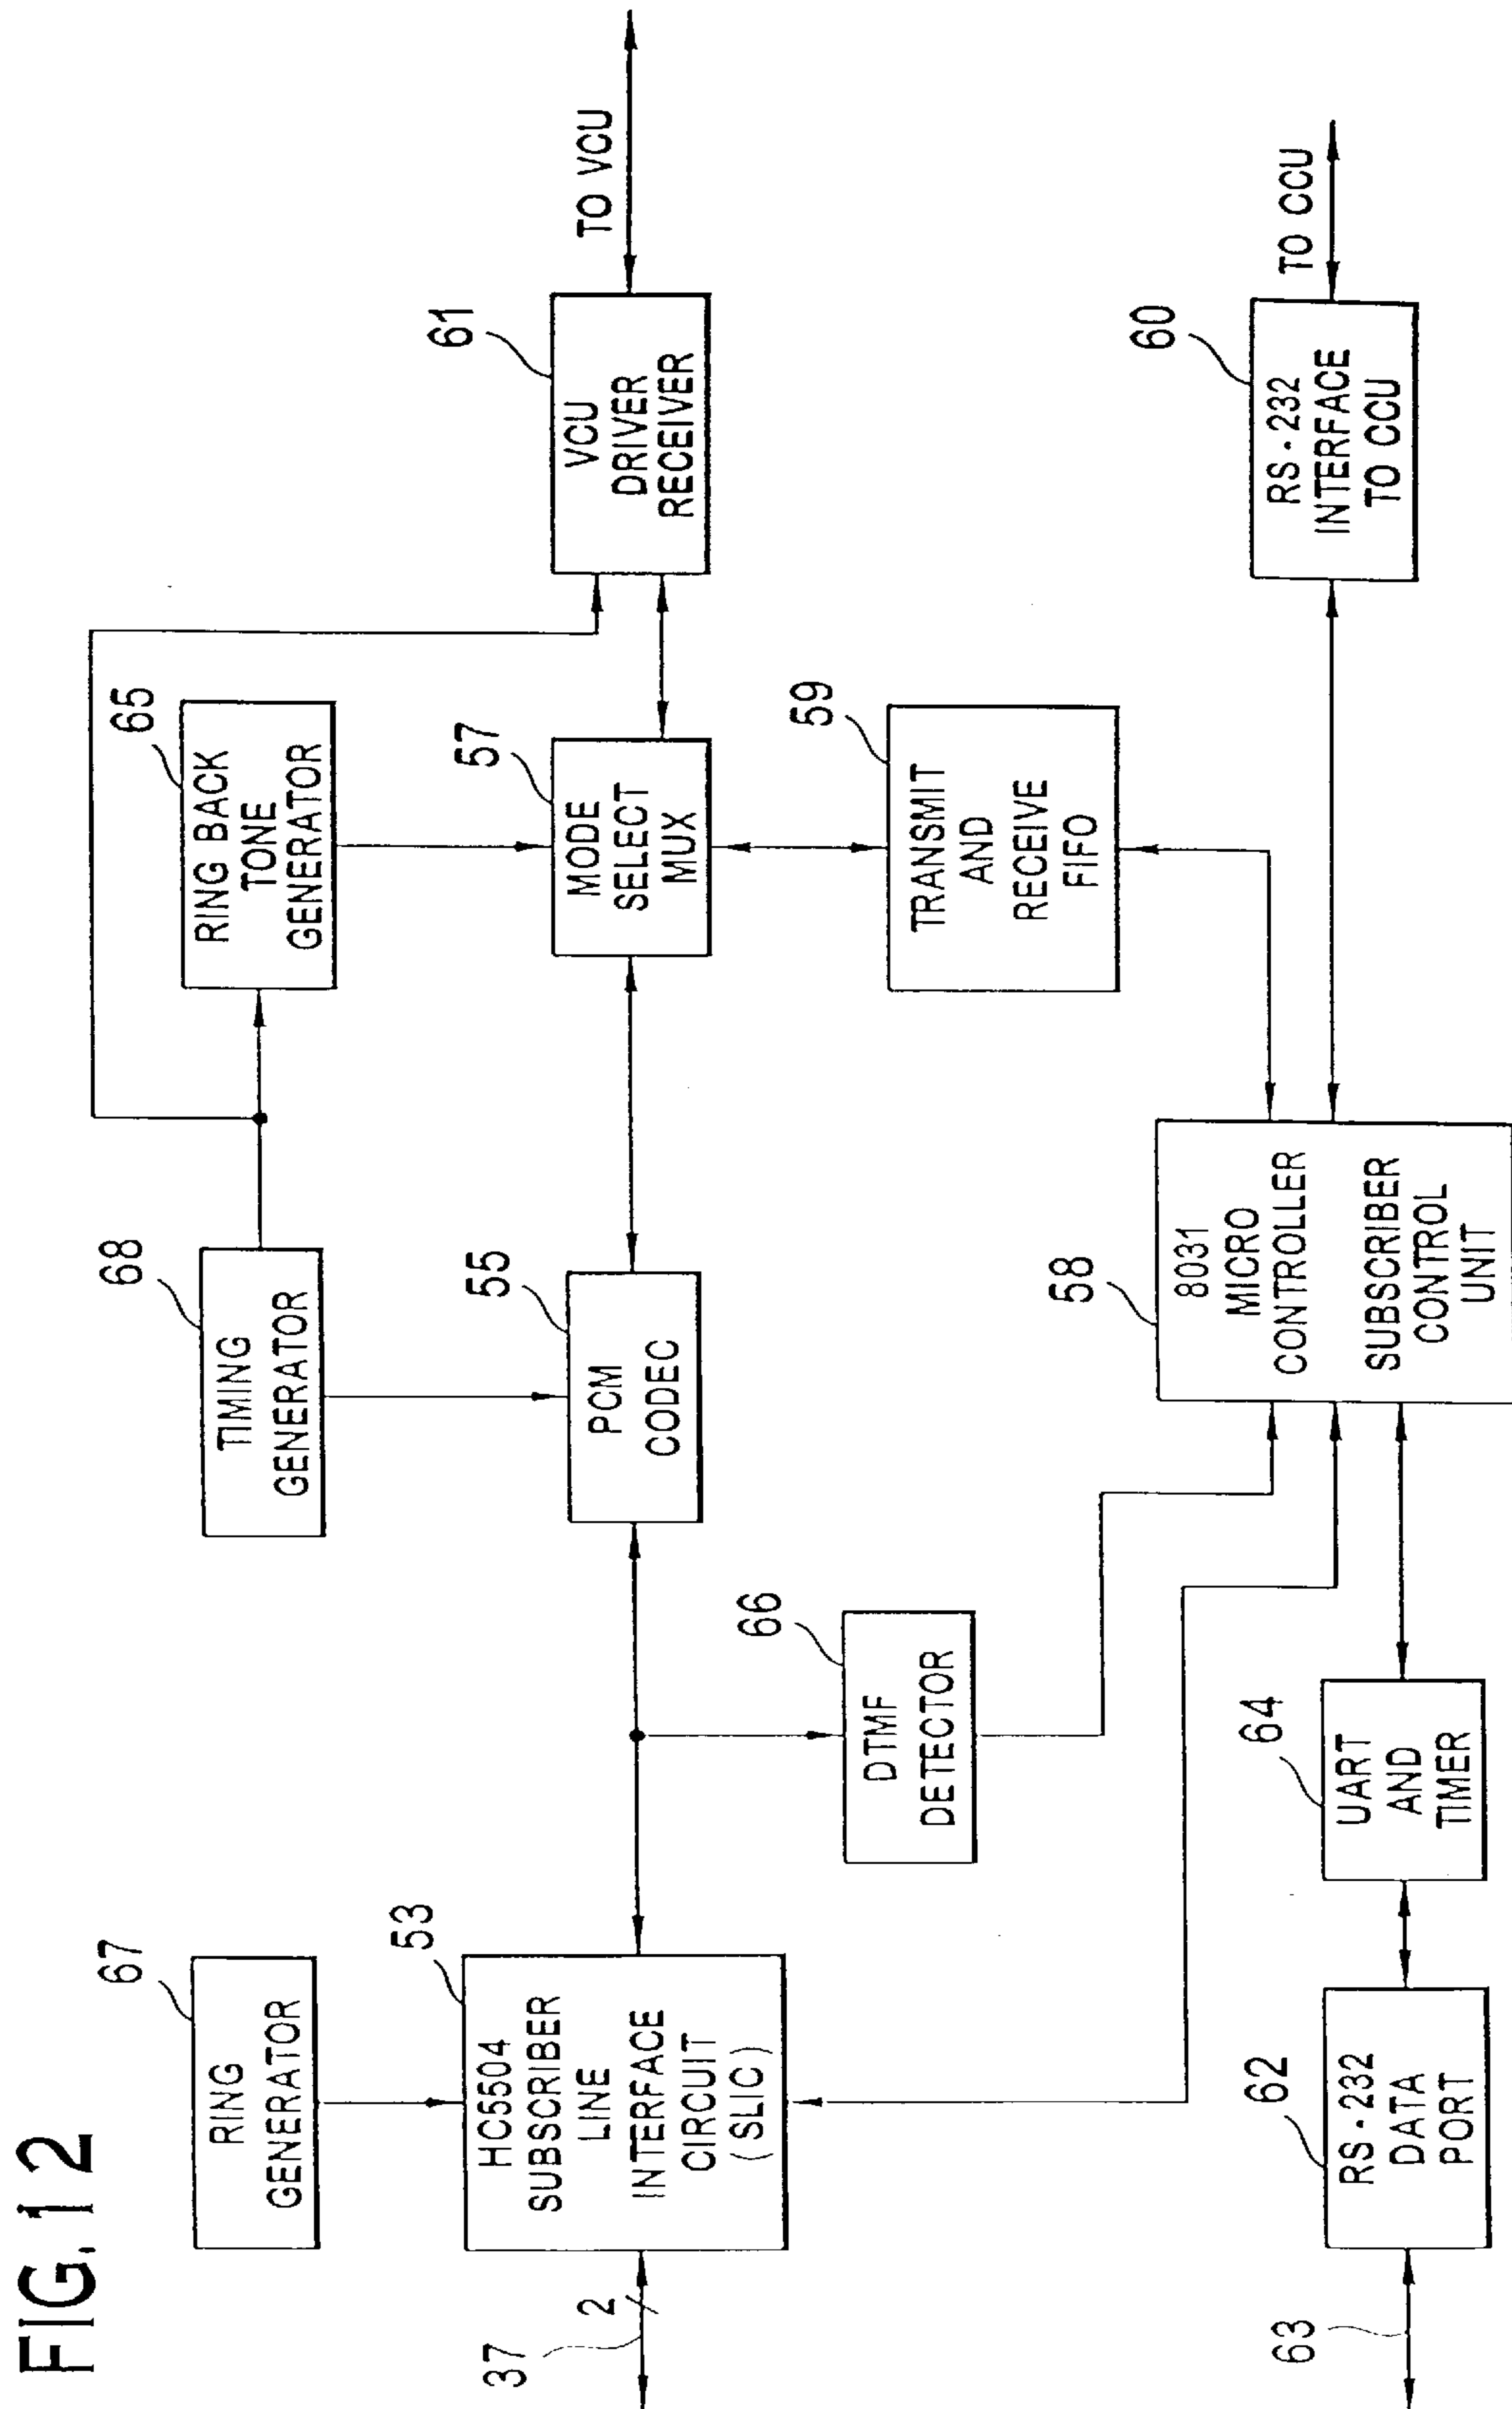 FIG.12
67
RING
GENERATOR
68
TIMING
GENERATOR
65
RING BACK
TONE
GENERATOR
37
2
53
HC5504
SUBSCRIBER
LINE
INTERFACE
CIRCUIT
(SLIC)
55
PCM
CODEC
57
MODE
SELECT
MUX
61
VCU
DRIVER
RECEIVER
TO VCU
66
DTMF
DETECTOR
59
TRANSMIT
AND
RECEIVE
FIFO
63
62
RS-232
DATA
PORT
64
UART
AND
TIMER
58
8031
MICRO
CONTROLLER
SUBSCRIBER
CONTROL
UNIT
60
RS-232
INTERFACE
TO CCU
TO CCU